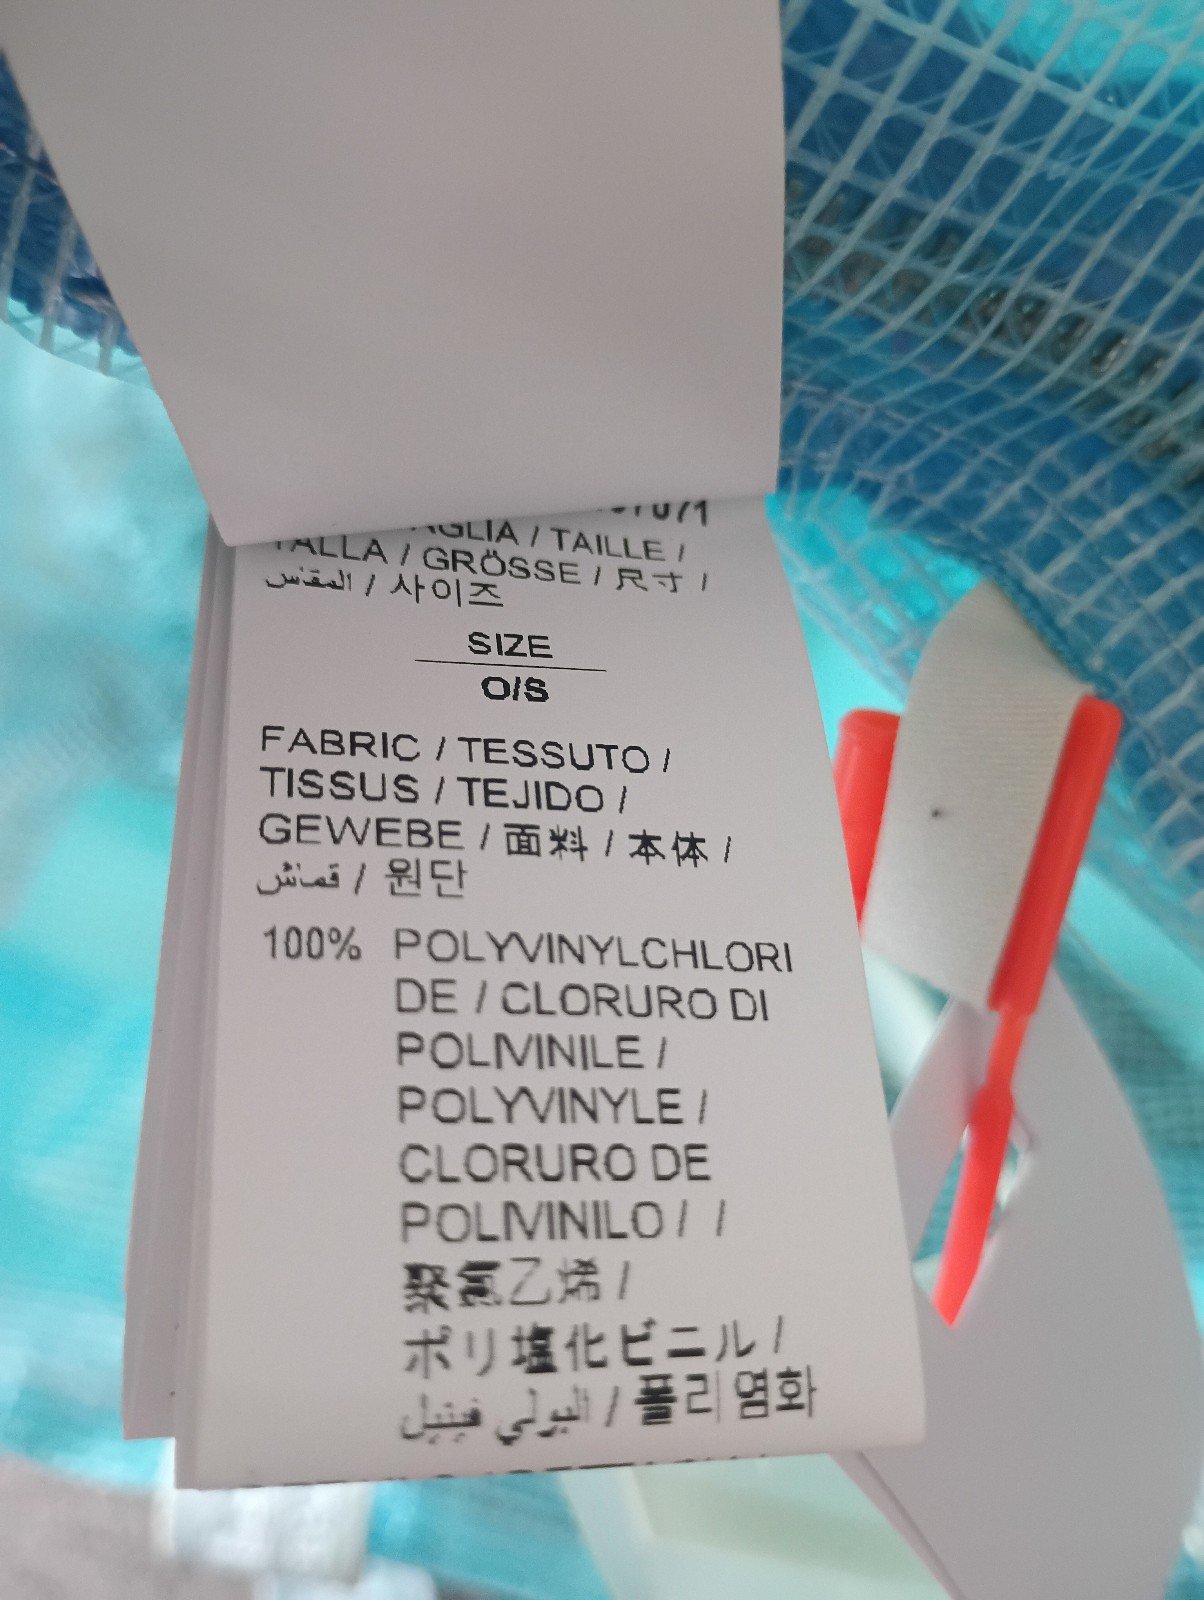 TAGLIA / TAILLE /
TALLA / GRÖSSE / 尺寸 /
المقاس / 사이즈
SIZE
O/S
FABRIC / TESSUTO /
TISSUS / TEJIDO /
GEWEBE / 面料 / 本体 /
قماش / 원단
100% POLYVINYLCHLORI
DE / CLORURO DI
POLIVINILE /
POLYVINYLE /
CLORURO DE
POLIVINILO / /
聚氯乙烯 /
ポリ塩化ビニル /
البولي فينيل / 폴리염화